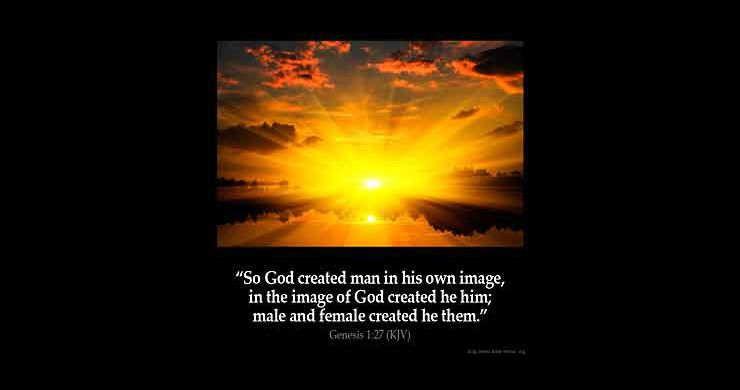 “So God created man in his own image,
in the image of God created he him;
male and female created he them.”
Genesis 1:27 (KJV)